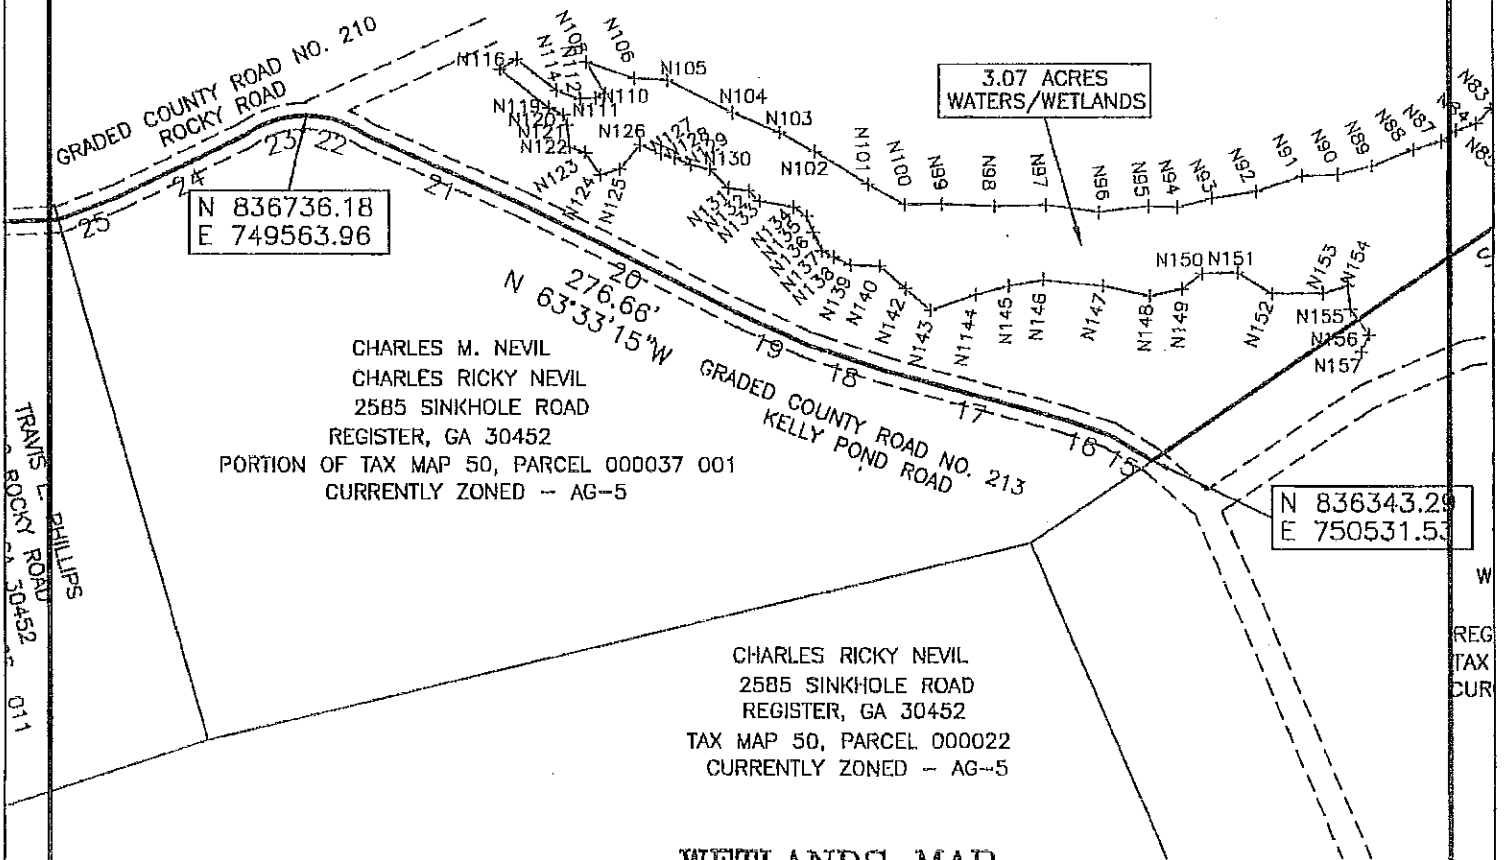 GRADED COUNTY ROAD NO. 210
ROCKY ROAD
N 836736.18
E 749563.96
25
24
23
22
21
20
19
18
17
16
15
276.66'
N 63°33'15"W
GRADED COUNTY ROAD NO. 213
KELLY POND ROAD
3.07 ACRES
WATERS/WETLANDS
N116
N114
N112
N106
N105
N104
N103
N102
N101
N100
N99
N98
N97
N96
N95
N94
N93
N92
N91
N90
N89
N88
N87
N83
N110
N111
N119
N120
N121
N122
N123
N124
N125
N126
N127
N128
N130
N131
N133
N134
N135
N136
N137
N138
N139
N140
N142
N143
N1144
N145
N146
N147
N148
N149
N150
N151
N152
N153
N154
N155
N156
N157
CHARLES M. NEVIL
CHARLES RICKY NEVIL
2585 SINKHOLE ROAD
REGISTER, GA 30452
PORTION OF TAX MAP 50, PARCEL 000037 001
CURRENTLY ZONED - AG-5
N 836343.29
E 750531.53
TRAVIS L. PHILLIPS
ROCKY ROAD
GA 30452
011
CHARLES RICKY NEVIL
2585 SINKHOLE ROAD
REGISTER, GA 30452
TAX MAP 50, PARCEL 000022
CURRENTLY ZONED - AG-5
W
REG
TAX
CUR
WETLANDS MAP